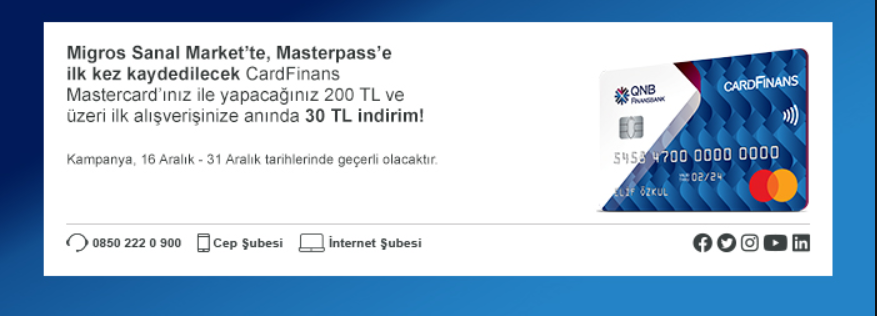 Migros Sanal Market'te, Masterpass'e
ilk kez kaydedilecek CardFinans
Mastercard'ınız ile yapacağınız 200 TL ve
üzeri ilk alışverişinize anında 30 TL indirim!
Kampanya, 16 Aralık - 31 Aralık tarihlerinde geçerli olacaktır.
QNB
FINANSBANK
CARDFINANS
5456 4700 0000 0000
02/24
ELİF ÖZKUL
0850 222 0 900 Cep Şubesi İnternet Şubesi